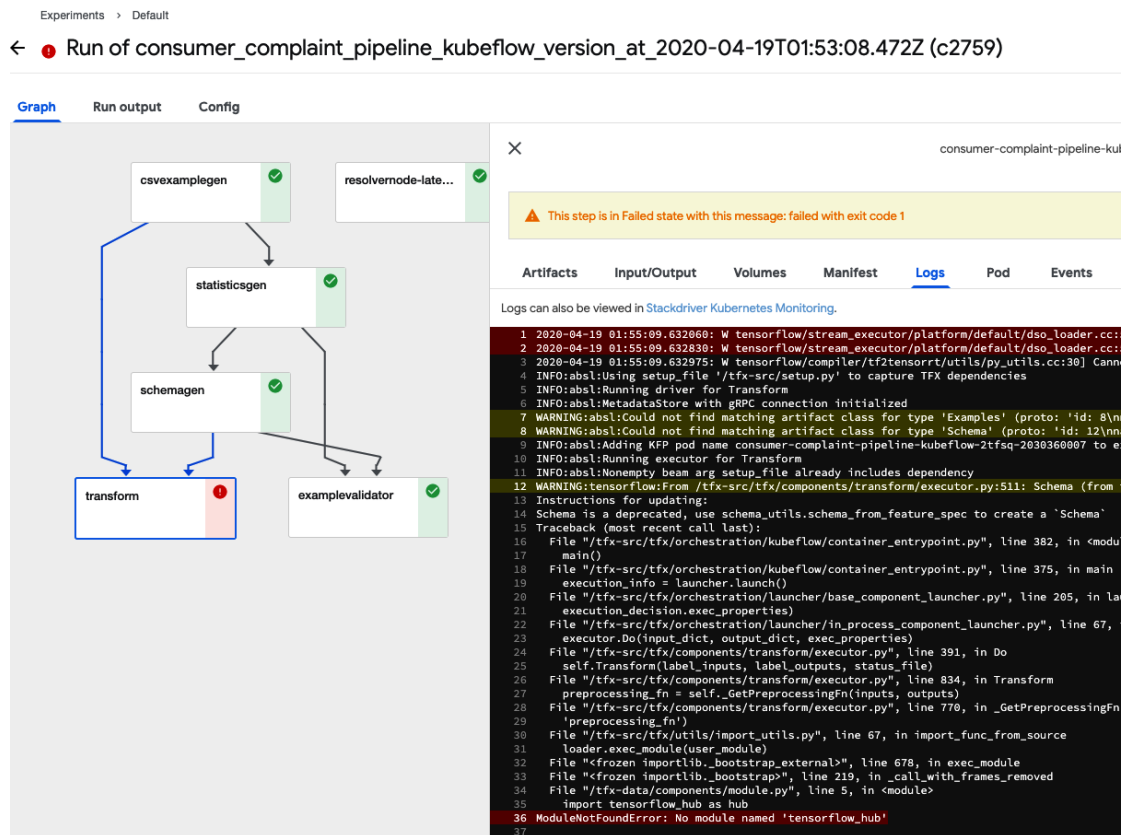 Experiments > Default
Run of consumer_complaint_pipeline_kubeflow_version_at_2020-04-19T01:53:08.472Z (c2759)
Graph Run output Config
csvexamplegen
resolvernode-late...
statisticsgen
schemagen
transform
examplevalidator
consumer-complaint-pipeline-kub
This step is in Failed state with this message: failed with exit code 1
Artifacts Input/Output Volumes Manifest Logs Pod Events
Logs can also be viewed in Stackdriver Kubernetes Monitoring.
1 2020-04-19 01:55:09.632060: W tensorflow/stream_executor/platform/default/dso_loader.cc:
2 2020-04-19 01:55:09.632830: W tensorflow/stream_executor/platform/default/dso_loader.cc:
3 2020-04-19 01:55:09.632975: W tensorflow/compiler/tf2tensorrt/utils/py_utils.cc:30] Cann
4 INFO:absl:Using setup_file '/tfx-src/setup.py' to capture TFX dependencies
5 INFO:absl:Running driver for Transform
6 INFO:absl:MetadataStore with gRPC connection initialized
7 WARNING:absl:Could not find matching artifact class for type 'Examples' (proto: 'id: 8\n
8 WARNING:absl:Could not find matching artifact class for type 'Schema' (proto: 'id: 12\nn
9 INFO:absl:Adding KFP pod name consumer-complaint-pipeline-kubeflow-2tfsq-2030360007 to e
10 INFO:absl:Running executor for Transform
11 INFO:absl:Nonempty beam arg setup_file already includes dependency
12 WARNING:tensorflow:From /tfx-src/tfx/components/transform/executor.py:511: Schema (from
13 Instructions for updating:
14 Schema is a deprecated, use schema_utils.schema_from_feature_spec to create a `Schema`
15 Traceback (most recent call last):
16 File "/tfx-src/tfx/orchestration/kubeflow/container_entrypoint.py", line 382, in <modu
17 main()
18 File "/tfx-src/tfx/orchestration/kubeflow/container_entrypoint.py", line 375, in main
19 execution_info = launcher.launch()
20 File "/tfx-src/tfx/orchestration/launcher/base_component_launcher.py", line 205, in lau
21 execution_decision.exec_properties)
22 File "/tfx-src/tfx/orchestration/launcher/in_process_component_launcher.py", line 67,
23 executor.Do(input_dict, output_dict, exec_properties)
24 File "/tfx-src/tfx/components/transform/executor.py", line 391, in Do
25 self.Transform(label_inputs, label_outputs, status_file)
26 File "/tfx-src/tfx/components/transform/executor.py", line 834, in Transform
27 preprocessing_fn = self._GetPreprocessingFn(inputs, outputs)
28 File "/tfx-src/tfx/components/transform/executor.py", line 770, in _GetPreprocessingFn
29 'preprocessing_fn')
30 File "/tfx-src/tfx/utils/import_utils.py", line 67, in import_func_from_source
31 loader.exec_module(user_module)
32 File "<frozen importlib._bootstrap_external>", line 678, in exec_module
33 File "<frozen importlib._bootstrap>", line 219, in _call_with_frames_removed
34 File "/tfx-data/components/module.py", line 5, in <module>
35 import tensorflow_hub as hub
36 ModuleNotFoundError: No module named 'tensorflow_hub'
37